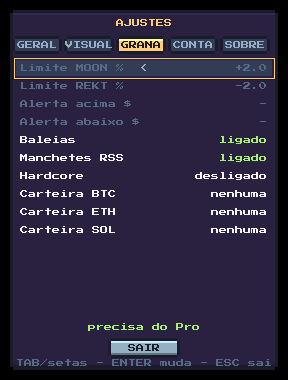 AJUSTES
GERAL VISUAL GRANA CONTA SOBRE
Limite MOON % < +2.0
Limite REKT % -2.0
Alerta acima $ -
Alerta abaixo $ -
Baleias ligado
Manchetes RSS ligado
Hardcore desligado
Carteira BTC nenhuma
Carteira ETH nenhuma
Carteira SOL nenhuma
precisa do Pro
SAIR
TAB/setas - ENTER muda - ESC sai